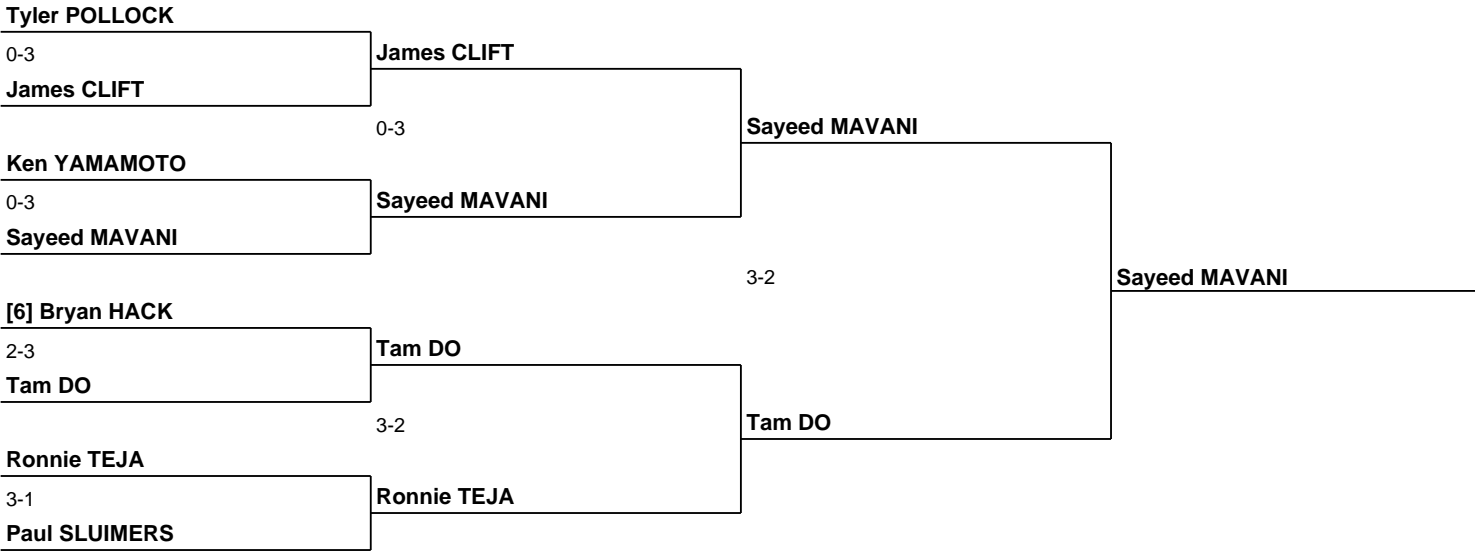 Tyler POLLOCK
0-3
James CLIFT
James CLIFT
0-3
Sayeed MAVANI
Ken YAMAMOTO
0-3
Sayeed MAVANI
Sayeed MAVANI
3-2
Sayeed MAVANI
[6] Bryan HACK
2-3
Tam DO
Tam DO
3-2
Tam DO
Ronnie TEJA
3-1
Ronnie TEJA
Paul SLUIMERS